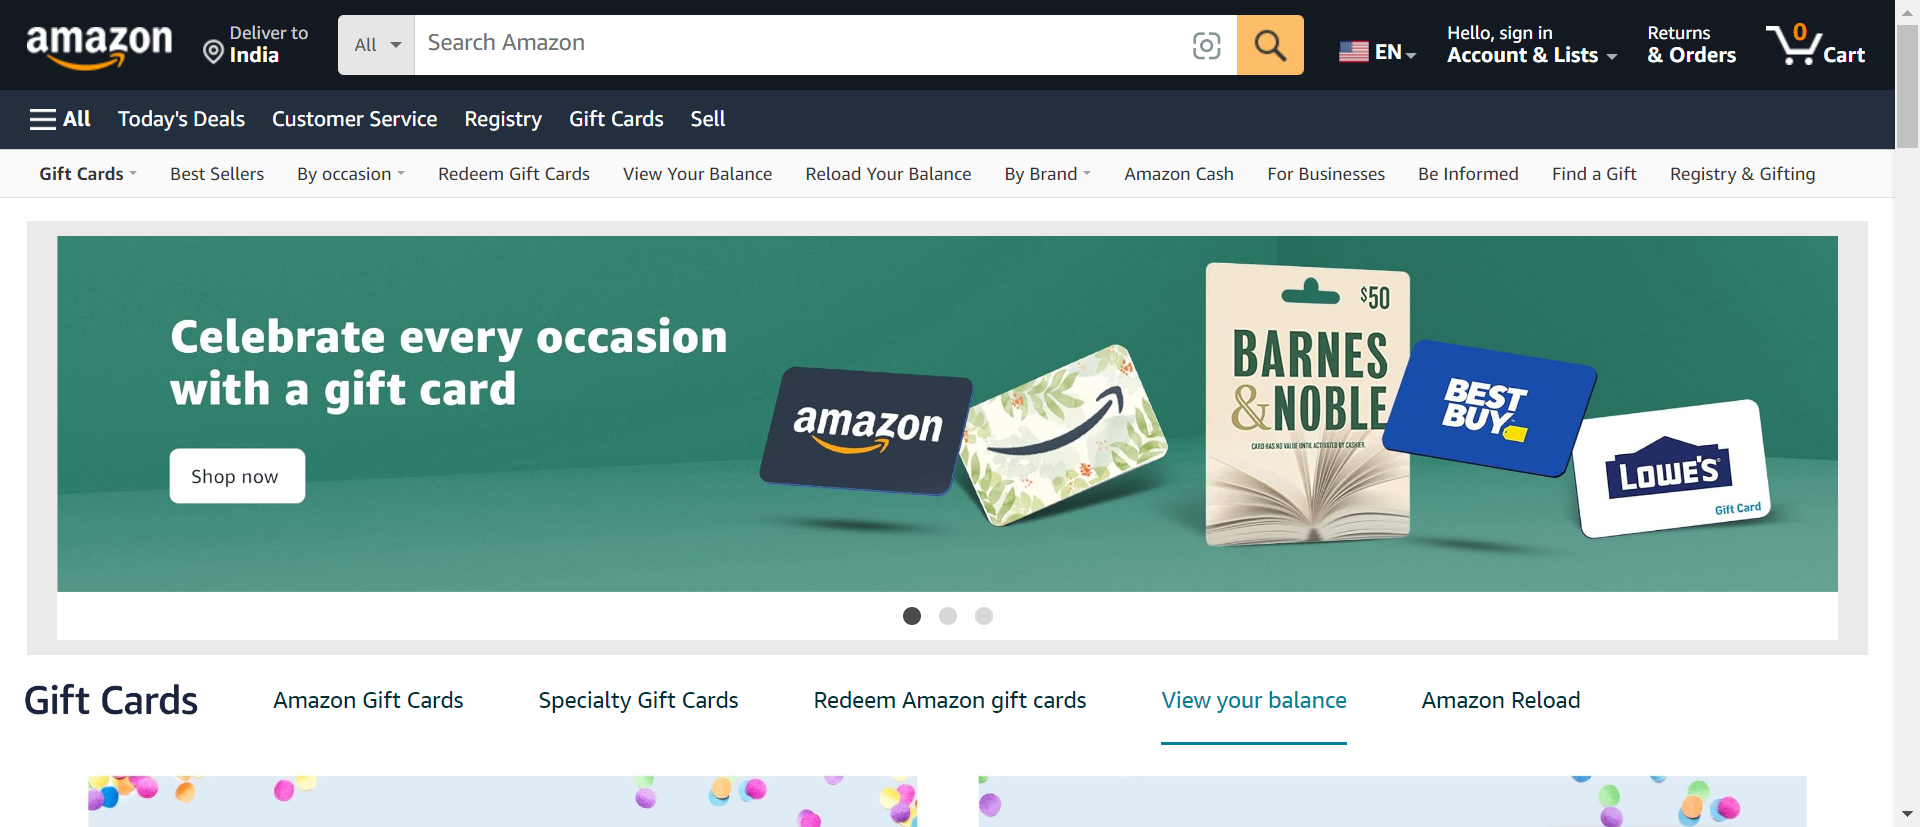 amazon
Deliver to
India
All
Search Amazon
EN
Hello, sign in
Account & Lists
Returns
& Orders
0
Cart
All
Today's Deals
Customer Service
Registry
Gift Cards
Sell
Gift Cards
Best Sellers
By occasion
Redeem Gift Cards
View Your Balance
Reload Your Balance
By Brand
Amazon Cash
For Businesses
Be Informed
Find a Gift
Registry & Gifting
Celebrate every occasion
with a gift card
Shop now
amazon
$50
BARNES
&NOBLE
CARD HAS NO VALUE UNTIL ACTIVATED BY CASHIER.
BEST
BUY
LOWE'S
Gift Card
Gift Cards
Amazon Gift Cards
Specialty Gift Cards
Redeem Amazon gift cards
View your balance
Amazon Reload